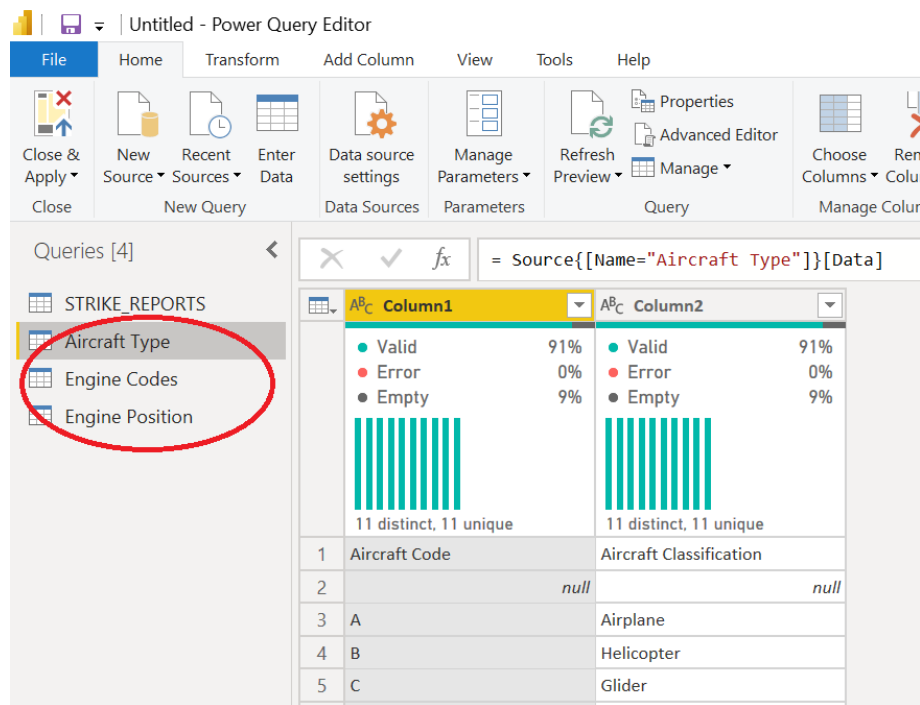 Untitled - Power Query Editor
File Home Transform Add Column View Tools Help
Close & Apply
New Source
Recent Sources
Enter Data
Data source settings
Manage Parameters
Refresh Preview
Properties
Advanced Editor
Manage
Choose Columns
Close New Query Data Sources Parameters Query
Queries [4]
fx = Source{[Name="Aircraft Type"]}[Data]
STRIKE_REPORTS
Aircraft Type
Engine Codes
Engine Position
ABC Column1 ABC Column2
Valid 91% Valid 91%
Error 0% Error 0%
Empty 9% Empty 9%
11 distinct, 11 unique 11 distinct, 11 unique
1 Aircraft Code Aircraft Classification
2 null null
3 A Airplane
4 B Helicopter
5 C Glider